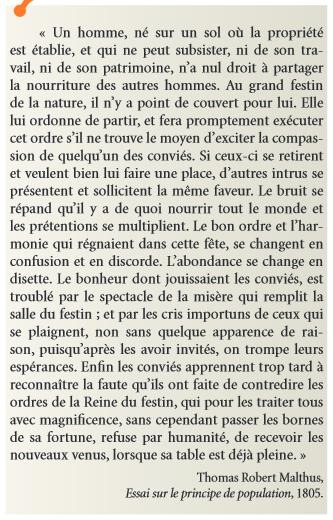 « Un homme, né sur un sol où la propriété
est établie, et qui ne peut subsister, ni de son tra-
vail, ni de son patrimoine, n’a nul droit à partager
la nourriture des autres hommes. Au grand festin
de la nature, il n’y a point de couvert pour lui. Elle
lui ordonne de partir, et fera promptement exécuter
cet ordre s’il ne trouve le moyen d’exciter la compas-
sion de quelqu’un des conviés. Si ceux-ci se retirent
et veulent bien lui faire une place, d’autres intrus se
présentent et sollicitent la même faveur. Le bruit se
répand qu’il y a de quoi nourrir tout le monde et
les prétentions se multiplient. Le bon ordre et l’har-
monie qui régnaient dans cette fête, se changent en
confusion et en discorde. L’abondance se change en
disette. Le bonheur dont jouissaient les conviés, est
troublé par le spectacle de la misère qui remplit la
salle du festin ; et par les cris importuns de ceux qui
se plaignent, non sans quelque apparence de rai-
son, puisqu’après les avoir invités, on trompe leurs
espérances. Enfin les conviés apprennent trop tard à
reconnaître la faute qu’ils ont faite de contredire les
ordres de la Reine du festin, qui pour les traiter tous
avec magnificence, sans cependant passer les bornes
de sa fortune, refuse par humanité, de recevoir les
nouveaux venus, lorsque sa table est déjà pleine. »
Thomas Robert Malthus,
Essai sur le principe de population, 1805.